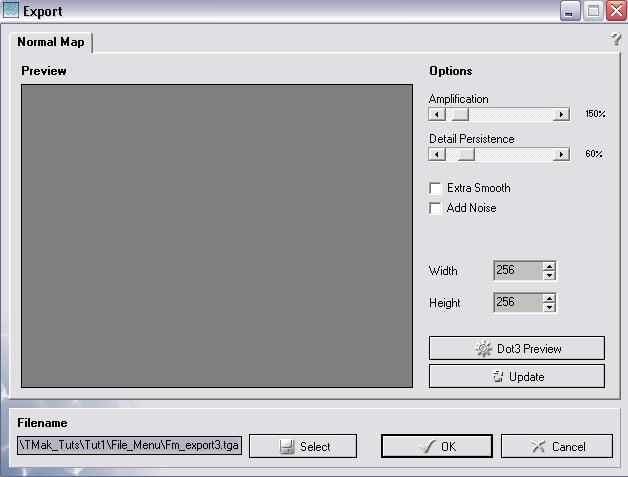 Export
Normal Map
?
Preview
Options
Amplification
150%
Detail Persistence
60%
Extra Smooth
Add Noise
Width
256
Height
256
Dot3 Preview
Update
Filename
\TMak_Tuts\Tut1\File_Menu\Fm_export3.tga
Select
OK
Cancel